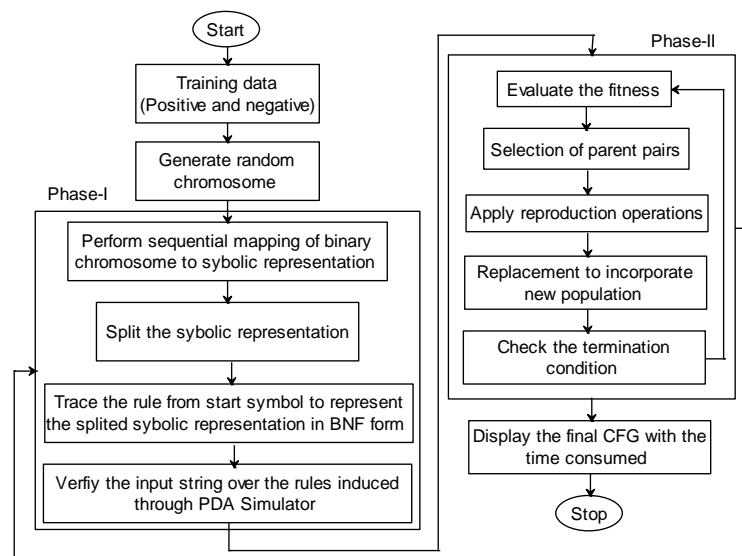 Start
Training data
(Positive and negative)
Generate random
chromosome
Phase-I
Perform sequential mapping of binary
chromosome to sybolic representation
Split the sybolic representation
Trace the rule from start symbol to represent
the splited sybolic representation in BNF form
Verfiy the input string over the rules induced
through PDA Simulator
Phase-II
Evaluate the fitness
Selection of parent pairs
Apply reproduction operations
Replacement to incorporate
new population
Check the termination
condition
Display the final CFG with the
time consumed
Stop